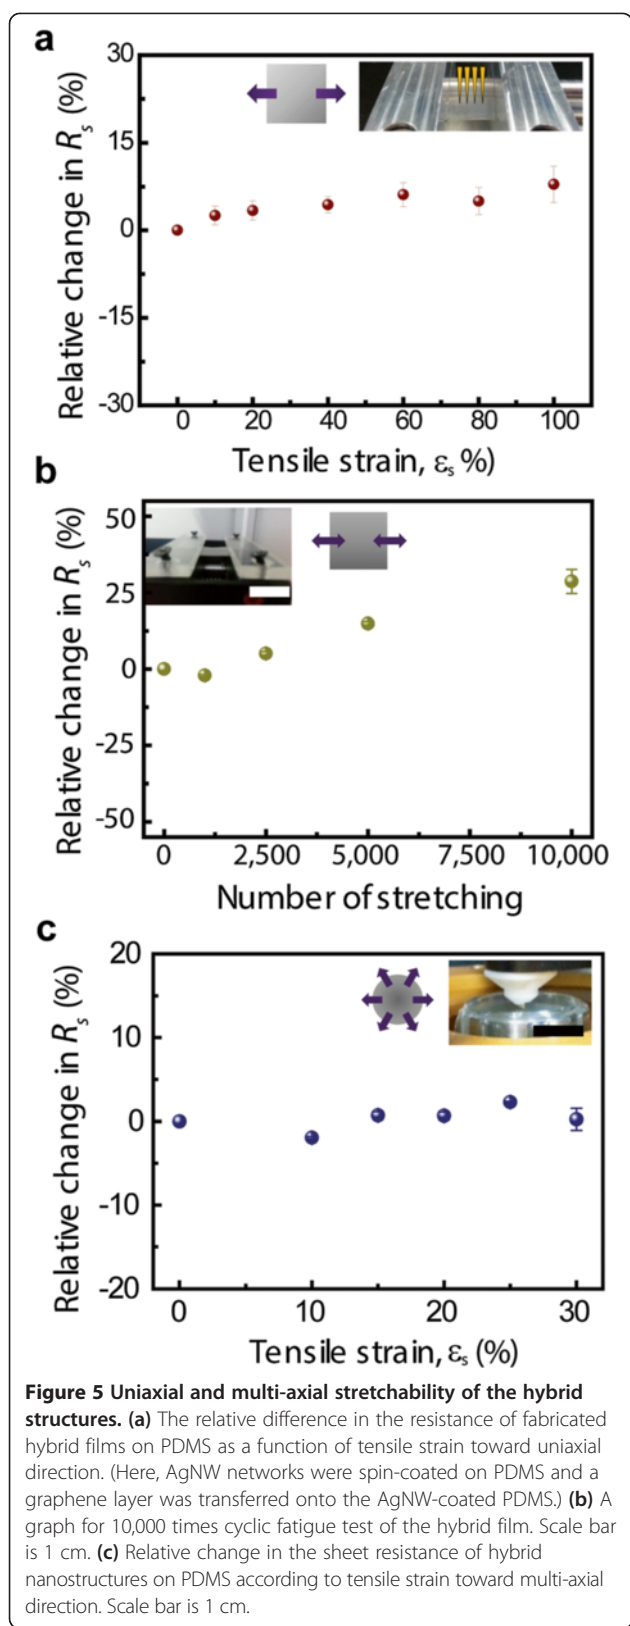 a
30
15
0
-15
-30
Relative change in Rs (%)
0 20 40 60 80 100
Tensile strain, εs %)
b
50
25
0
-25
-50
Relative change in Rs (%)
0 2,500 5,000 7,500 10,000
Number of stretching
c
20
10
0
-10
-20
Relative change in Rs (%)
0 10 20 30
Tensile strain, εs (%)
Figure 5 Uniaxial and multi-axial stretchability of the hybrid
structures. (a) The relative difference in the resistance of fabricated
hybrid films on PDMS as a function of tensile strain toward uniaxial
direction. (Here, AgNW networks were spin-coated on PDMS and a
graphene layer was transferred onto the AgNW-coated PDMS.) (b) A
graph for 10,000 times cyclic fatigue test of the hybrid film. Scale bar
is 1 cm. (c) Relative change in the sheet resistance of hybrid
nanostructures on PDMS according to tensile strain toward multi-axial
direction. Scale bar is 1 cm.